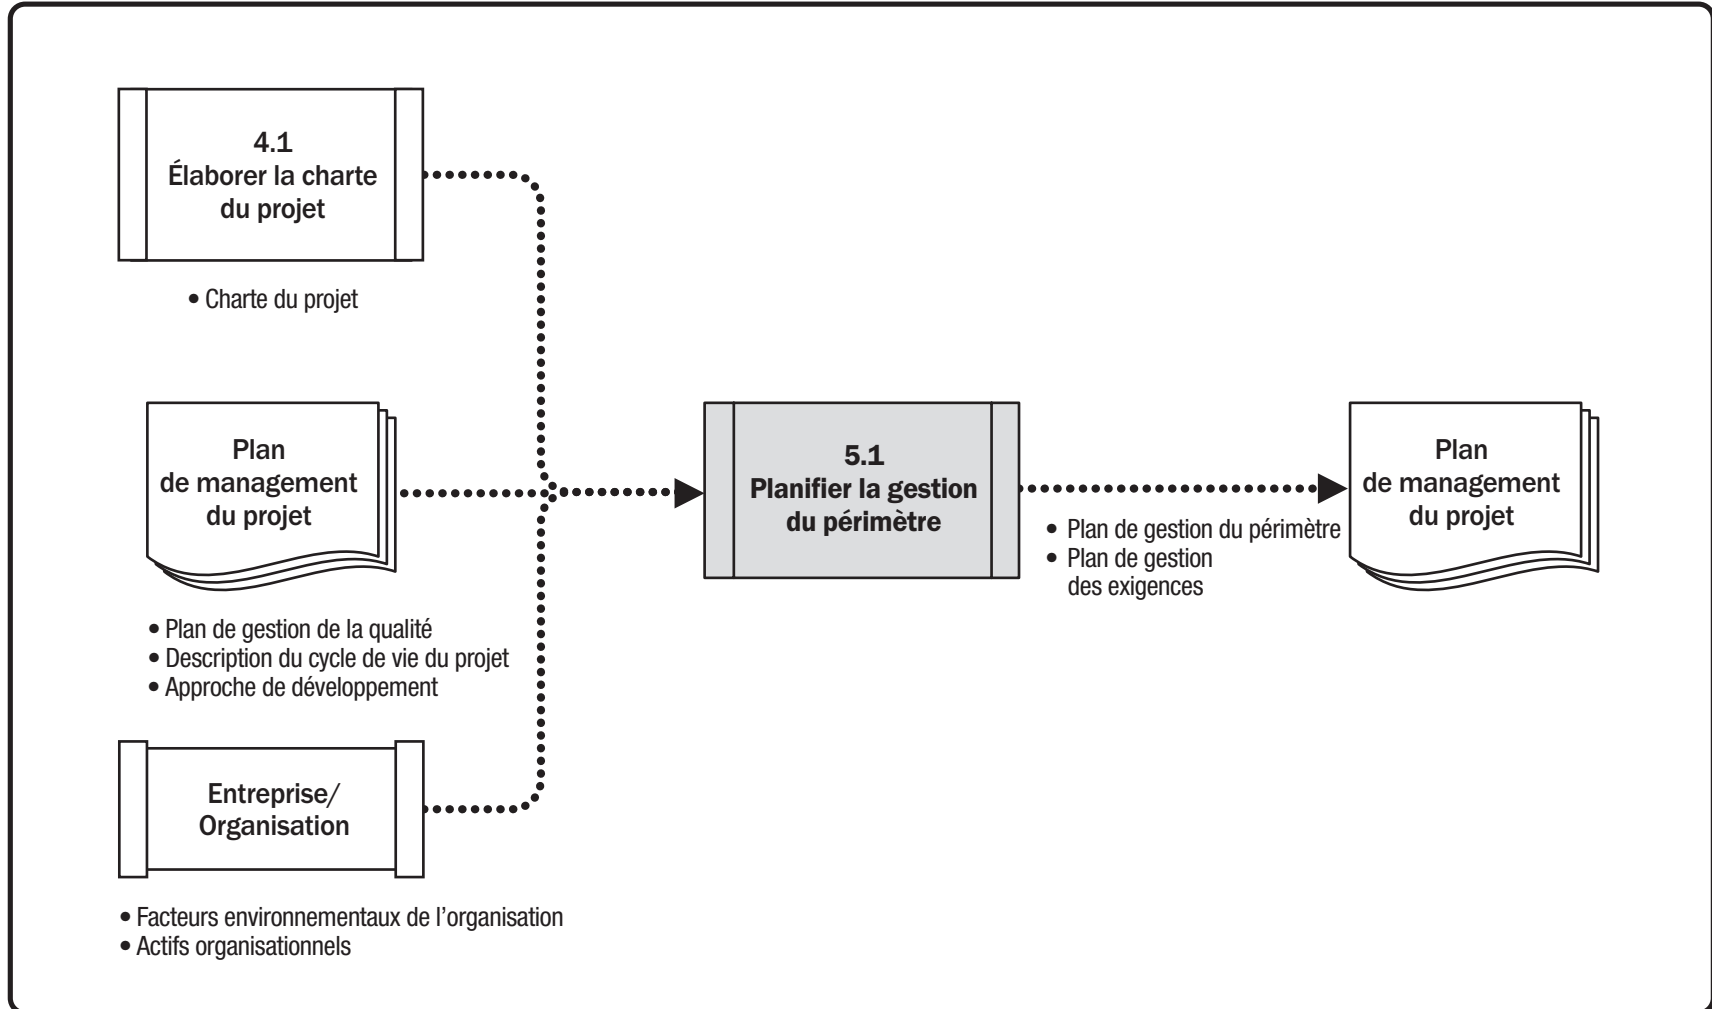 4.1
Élaborer la charte
du projet
• Charte du projet
Plan
de management
du projet
• Plan de gestion de la qualité
• Description du cycle de vie du projet
• Approche de développement
Entreprise/
Organisation
• Facteurs environnementaux de l'organisation
• Actifs organisationnels
5.1
Planifier la gestion
du périmètre
• Plan de gestion du périmètre
• Plan de gestion
des exigences
Plan
de management
du projet